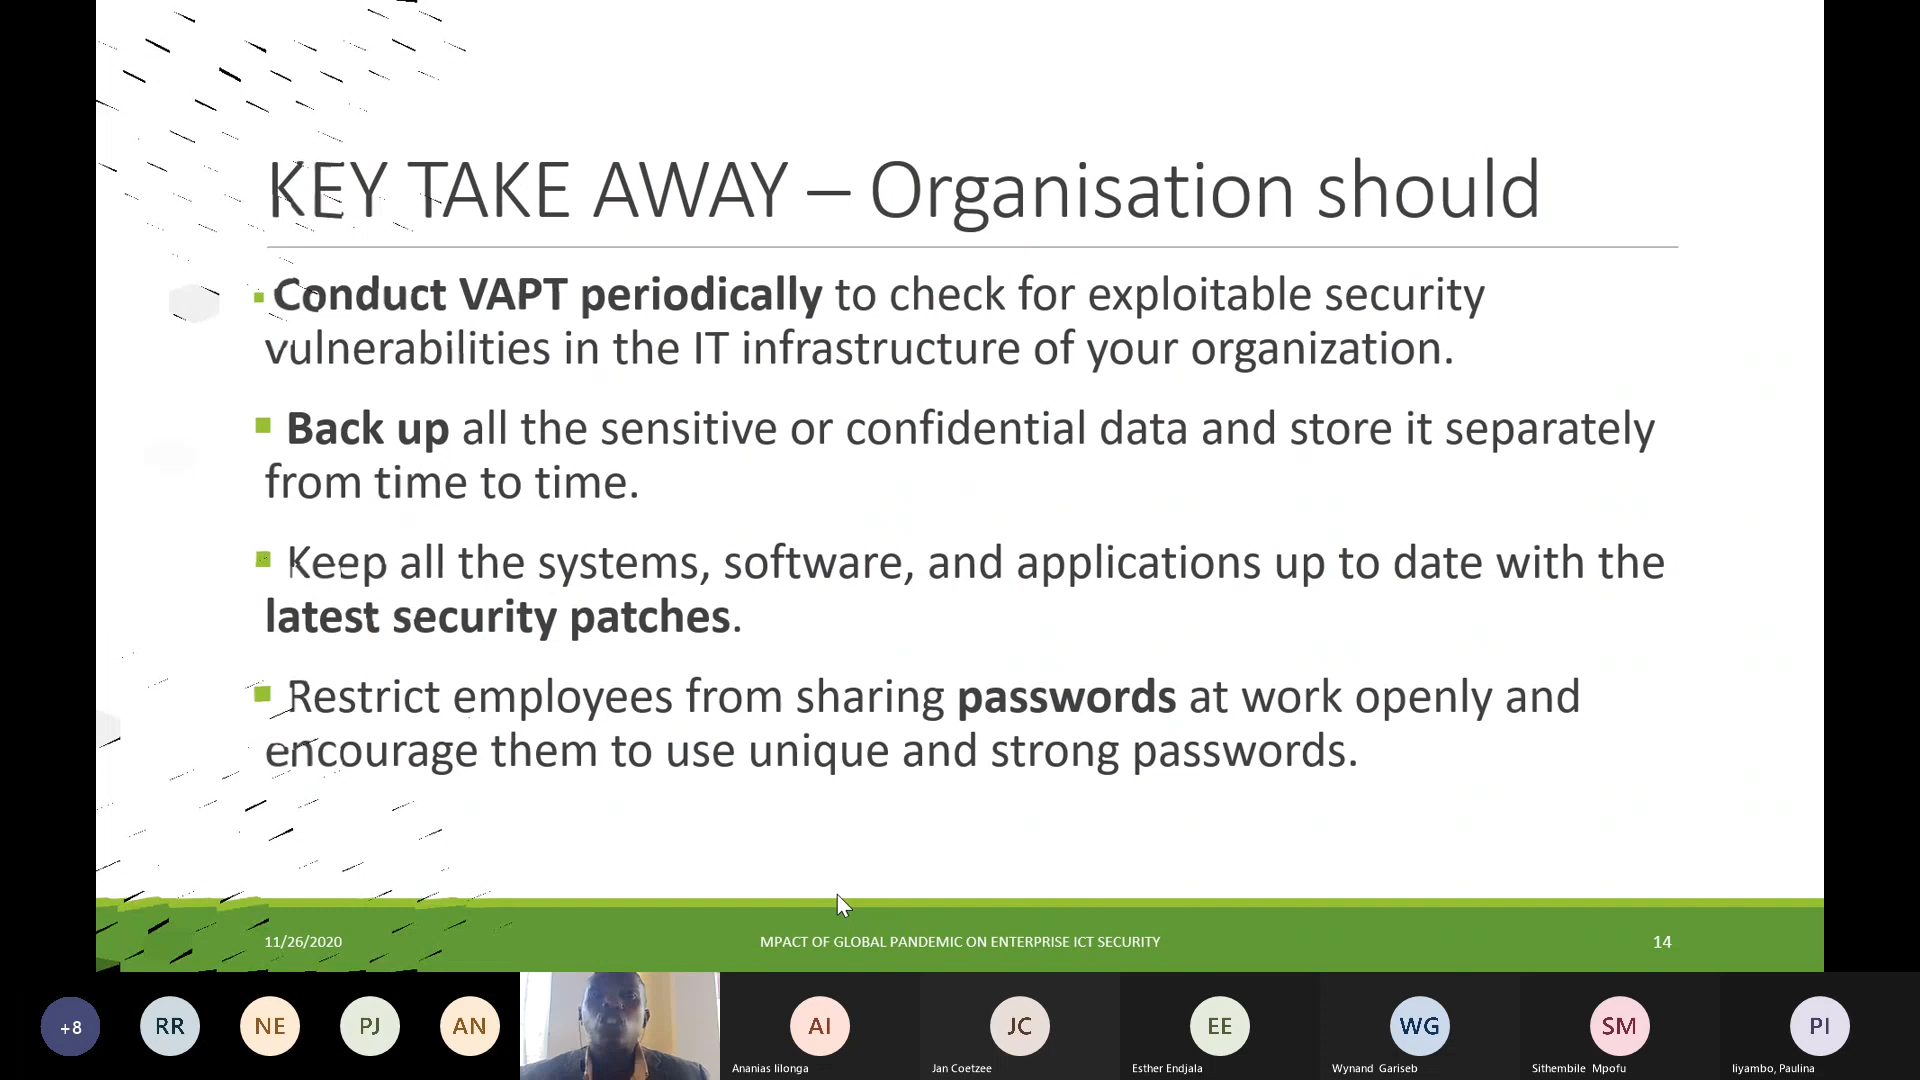 KEY TAKE AWAY – Organisation should
▪ Conduct VAPT periodically to check for exploitable security
vulnerabilities in the IT infrastructure of your organization.
▪ Back up all the sensitive or confidential data and store it separately
from time to time.
▪ Keep all the systems, software, and applications up to date with the
latest security patches.
▪ Restrict employees from sharing passwords at work openly and
encourage them to use unique and strong passwords.
11/26/2020 MPACT OF GLOBAL PANDEMIC ON ENTERPRISE ICT SECURITY 14
+8 RR NE PJ AN AI JC EE WG SM PI
Ananias Iilonga Jan Coetzee Esther Endjala Wynand Gariseb Sithembile Mpofu Iiyambo, Paulina